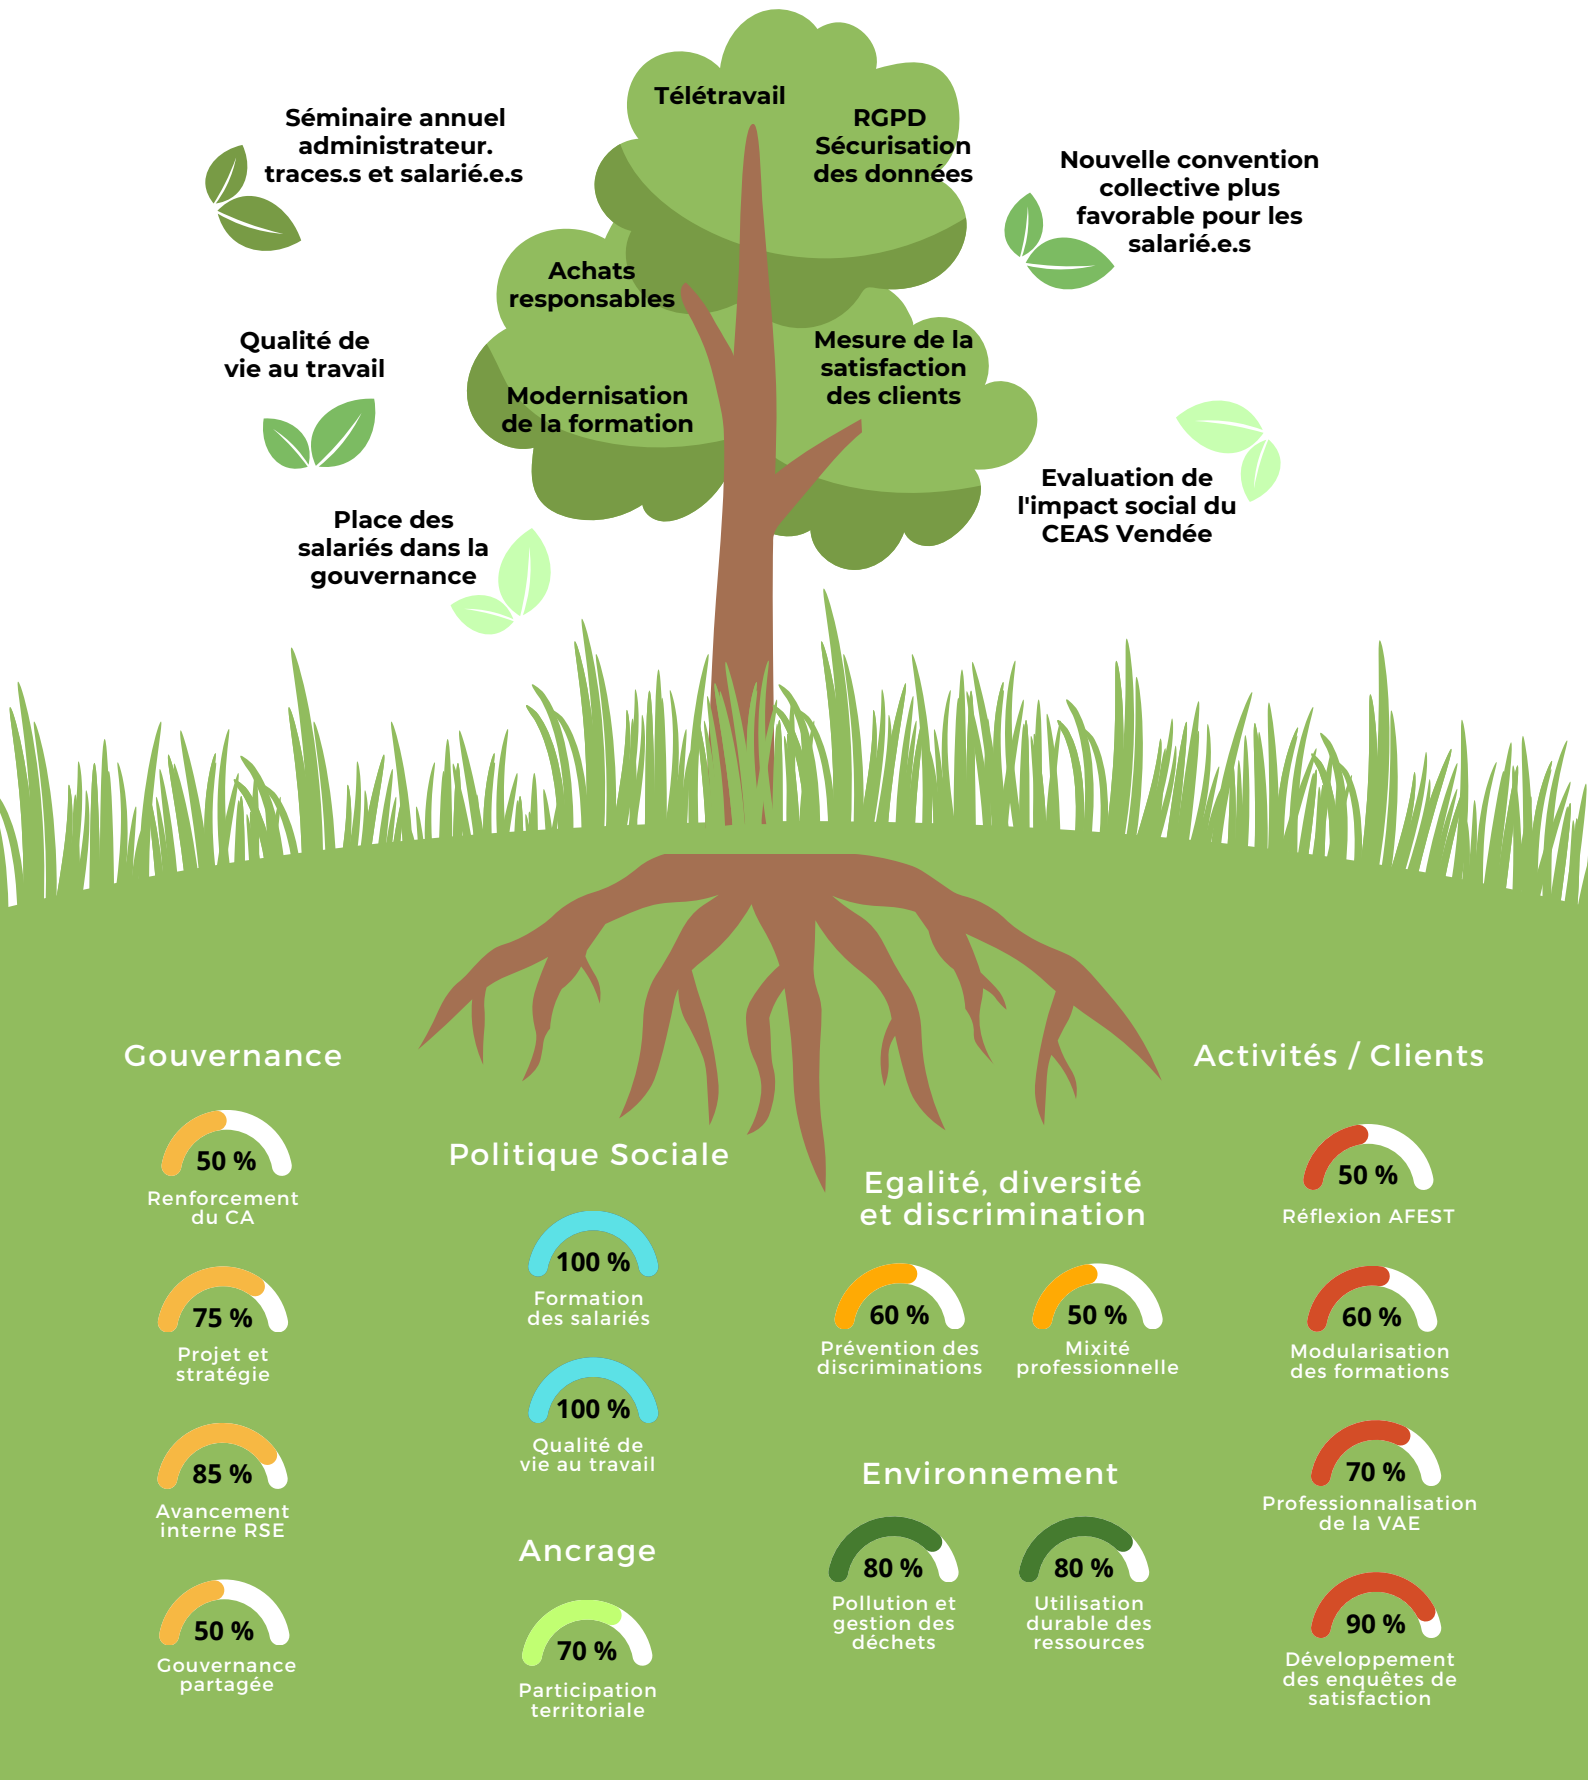 Télétravail
RGPD
Sécurisation
des données
Séminaire annuel
administrateur.
traces.s et salarié.e.s
Nouvelle convention
collective plus
favorable pour les
salarié.e.s
Achats
responsables
Qualité de
vie au travail
Mesure de la
satisfaction
des clients
Modernisation
de la formation
Evaluation de
l'impact social du
CEAS Vendée
Place des
salariés dans la
gouvernance
Gouvernance
50 %
Renforcement
du CA
75 %
Projet et
stratégie
85 %
Avancement
interne RSE
50 %
Gouvernance
partagée
Politique Sociale
100 %
Formation
des salariés
100 %
Qualité de
vie au travail
Ancrage
70 %
Participation
territoriale
Egalité, diversité
et discrimination
60 %
Prévention des
discriminations
50 %
Mixité
professionnelle
Environnement
80 %
Pollution et
gestion des
déchets
80 %
Utilisation
durable des
ressources
Activités / Clients
50 %
Réflexion AFEST
60 %
Modularisation
des formations
70 %
Professionnalisation
de la VAE
90 %
Développement
des enquêtes de
satisfaction